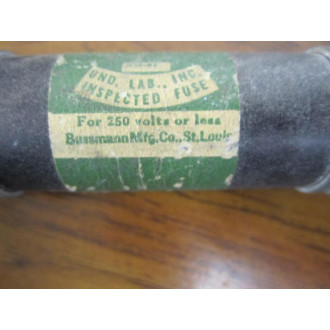 UND. LAB., INC.
INSPECTED FUSE
For 250 volts or less
Bussmann Mfg. Co., St. Louis